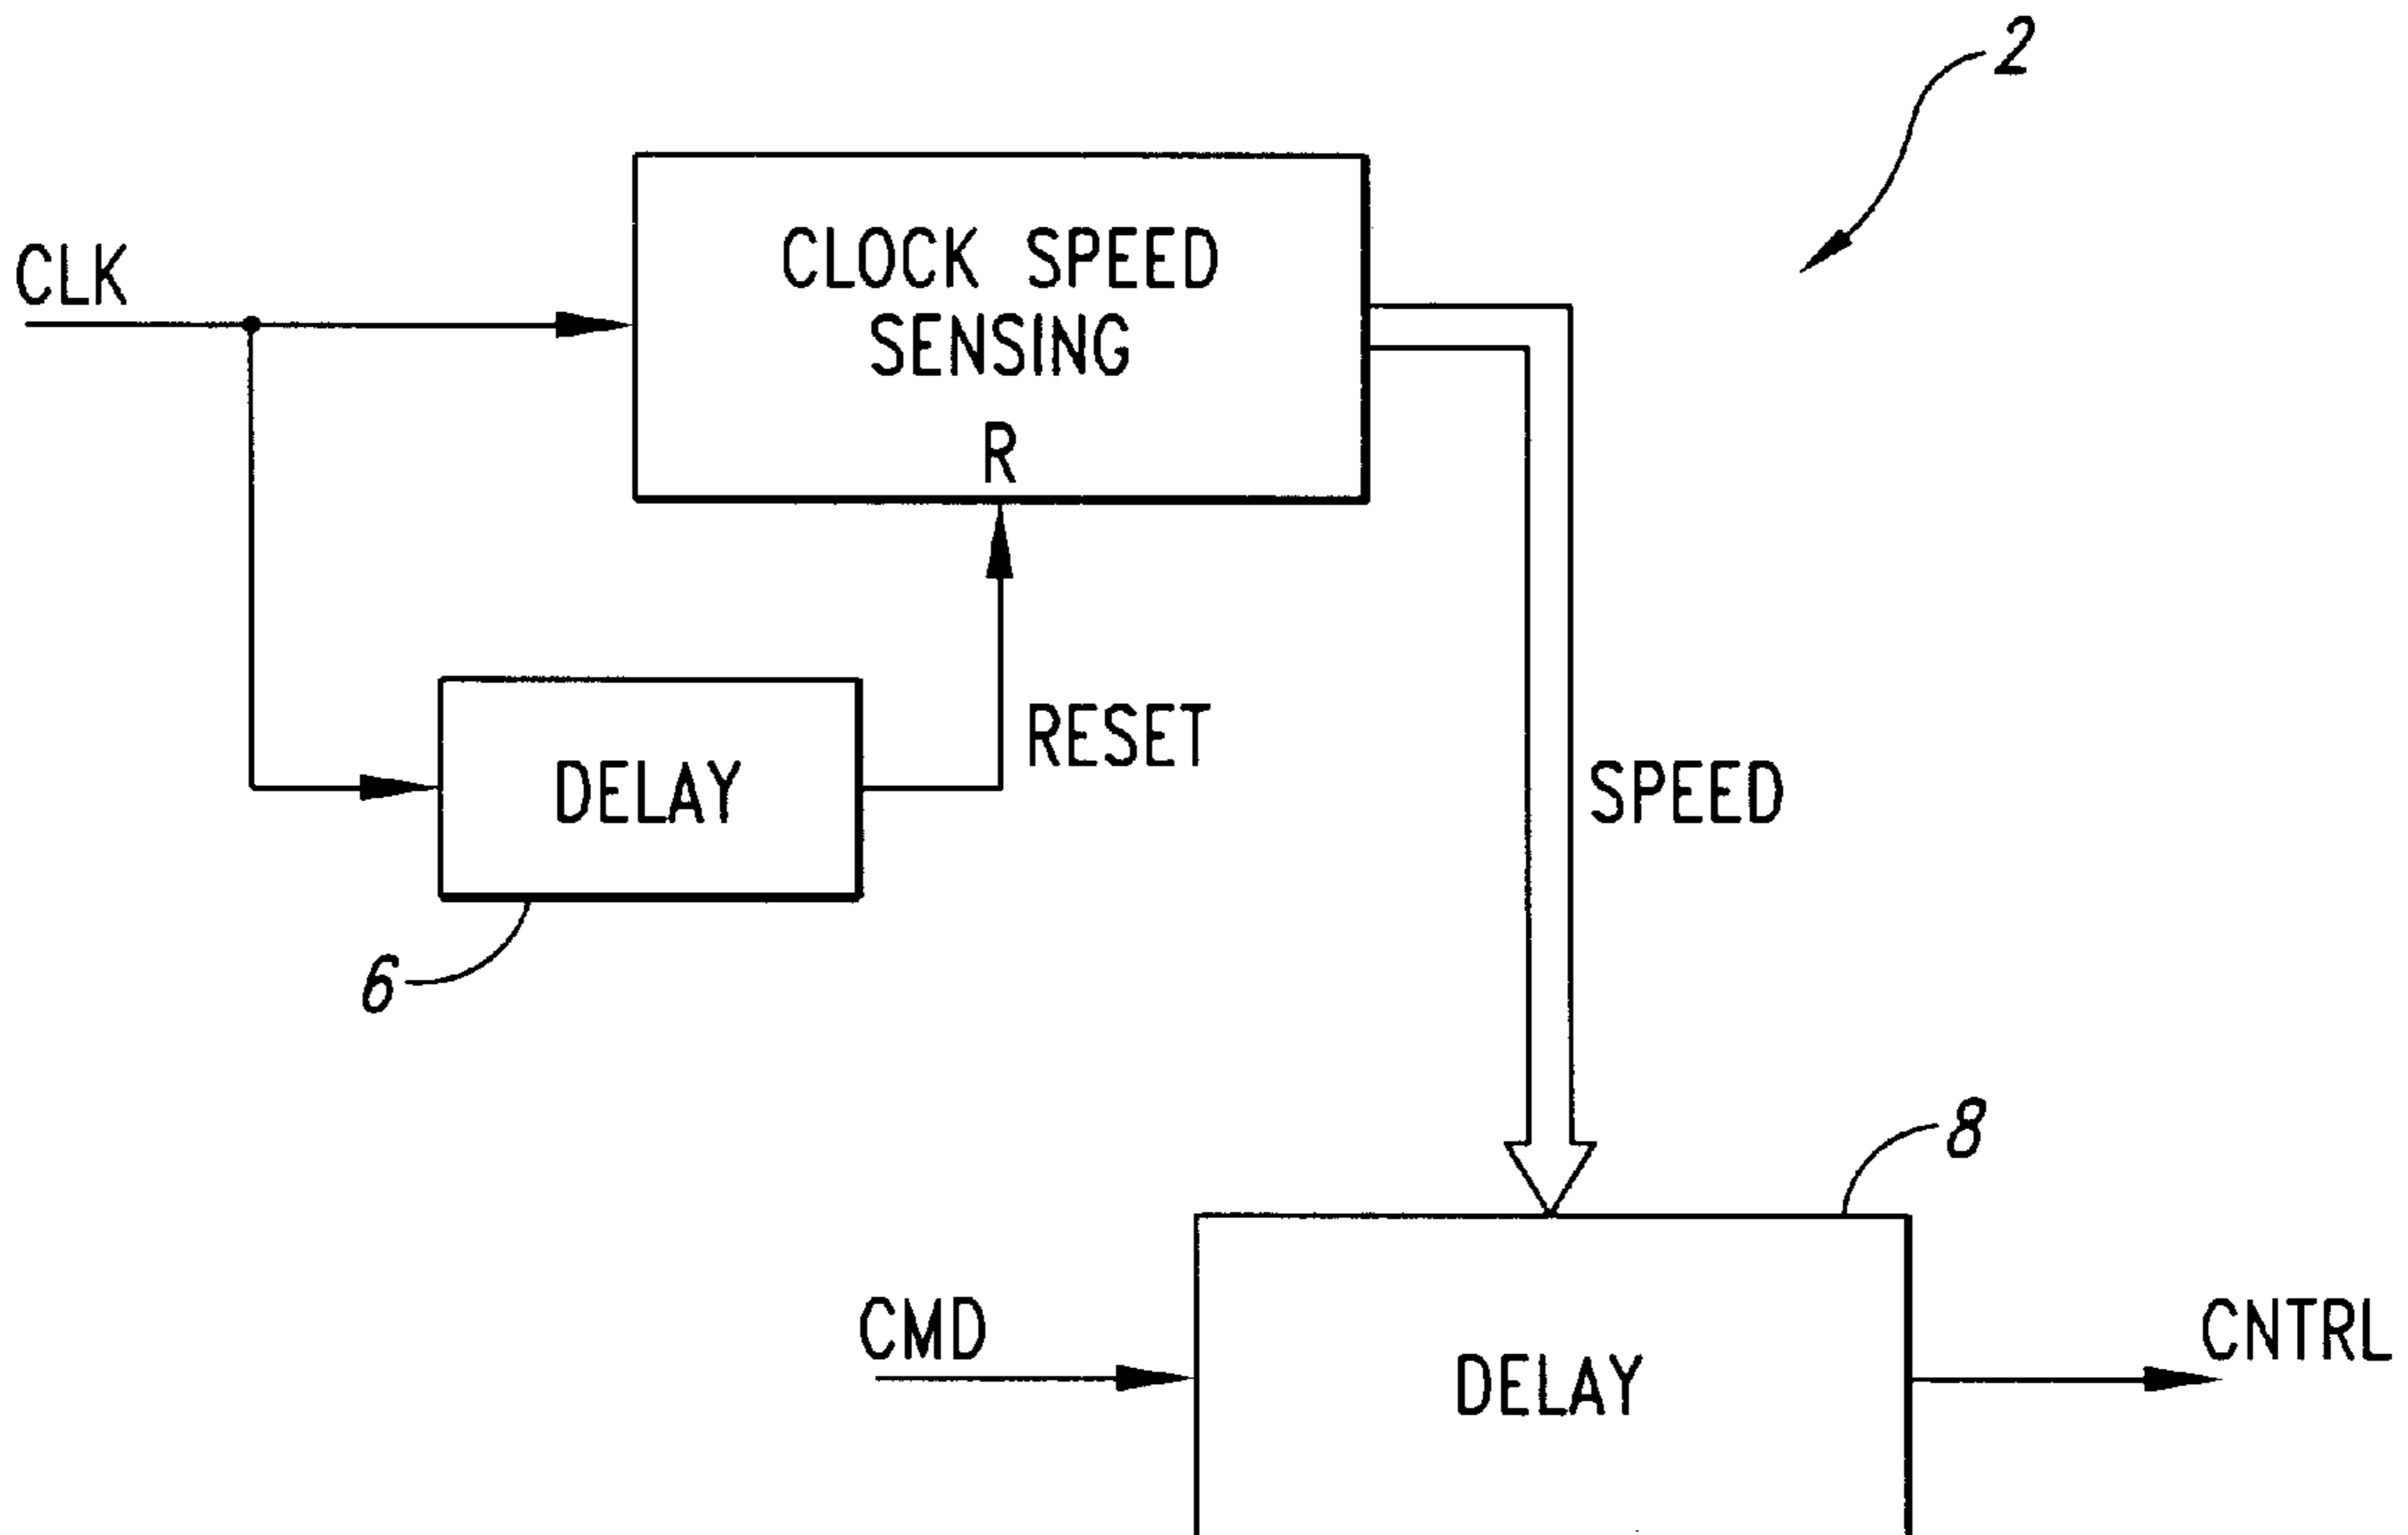 2
CLK
CLOCK SPEED
SENSING
R
RESET
DELAY
SPEED
6
8
CMD
DELAY
CNTRL